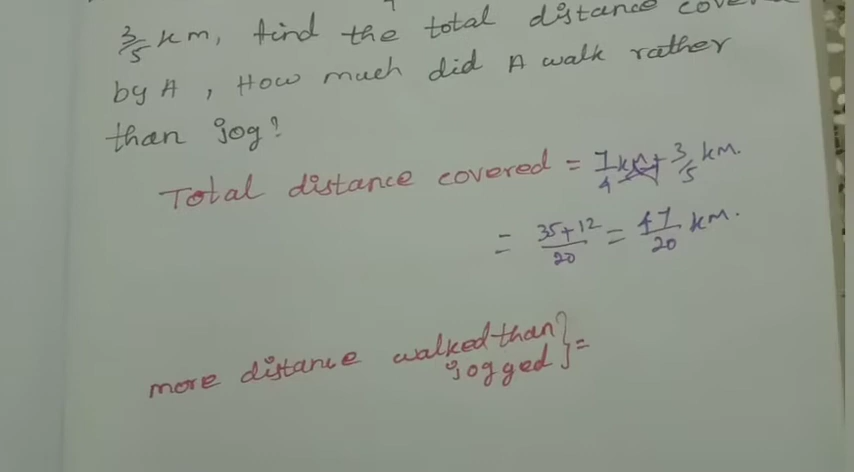 3/5 km, find the total distance
by A, How much did A walk rather
than jog?
Total distance covered = 7/4 km + 3/5 km.
= 35+12/20 = 47/20 km.
more distance walked than
jogged } =